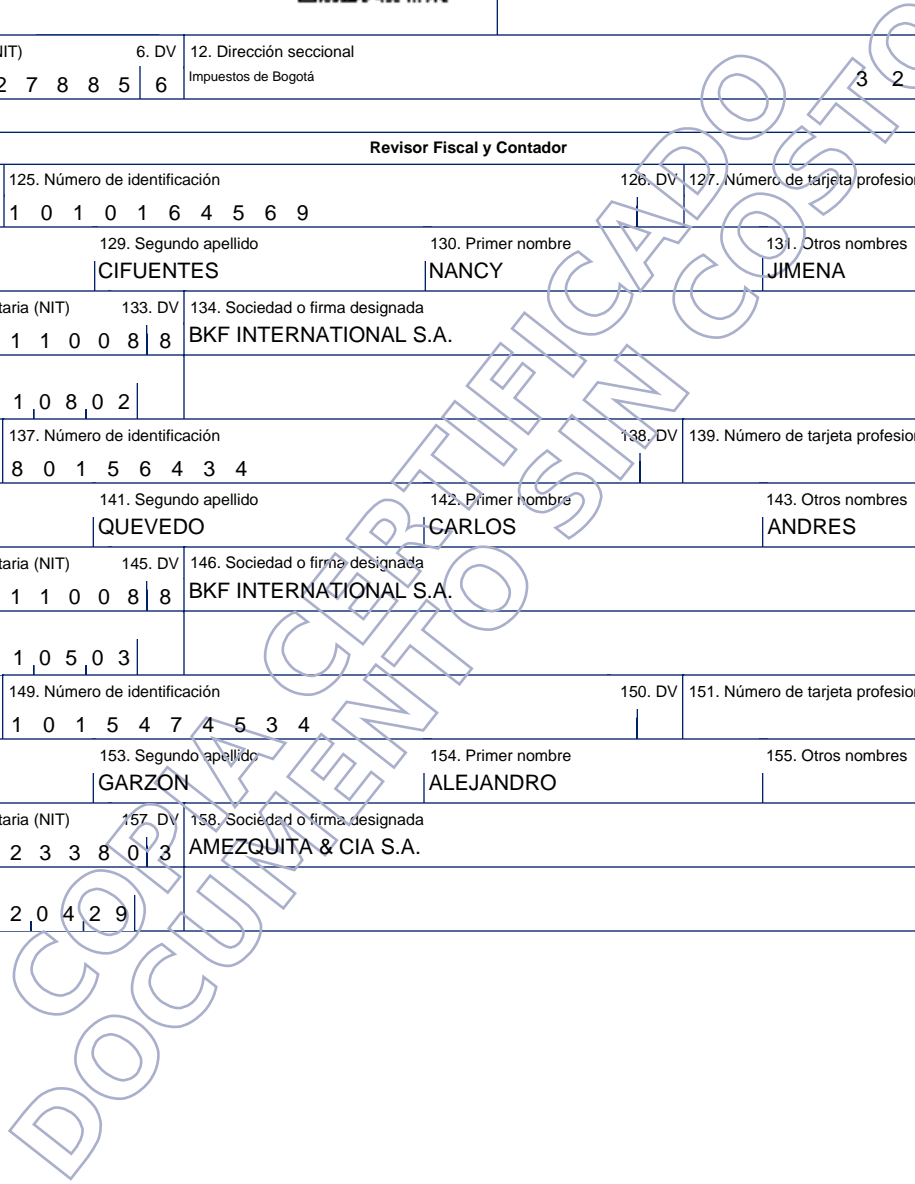 IIT) 6. DV 12. Dirección seccional
2 7 8 8 5 6 Impuestos de Bogotá 3 2
Revisor Fiscal y Contador
125. Número de identificación 126. DV 127. Número de tarjeta profesion
1 0 1 0 1 6 4 5 6 9
129. Segundo apellido 130. Primer nombre 131. Otros nombres
CIFUENTES NANCY JIMENA
taria (NIT) 133. DV 134. Sociedad o firma designada
1 1 0 0 8 8 BKF INTERNATIONAL S.A.
1 0 8 0 2
137. Número de identificación 138. DV 139. Número de tarjeta profesion
8 0 1 5 6 4 3 4
141. Segundo apellido 142. Primer nombre 143. Otros nombres
QUEVEDO CARLOS ANDRES
taria (NIT) 145. DV 146. Sociedad o firma designada
1 1 0 0 8 8 BKF INTERNATIONAL S.A.
1 0 5 0 3
149. Número de identificación 150. DV 151. Número de tarjeta profesion
1 0 1 5 4 7 4 5 3 4
153. Segundo apellido 154. Primer nombre 155. Otros nombres
GARZON ALEJANDRO
taria (NIT) 157. DV 158. Sociedad o firma designada
2 3 3 8 0 3 AMEZQUITA & CIA S.A.
2 0 4 2 9
COPIA CERTIFICADO
DOCUMENTO SIN COSTO